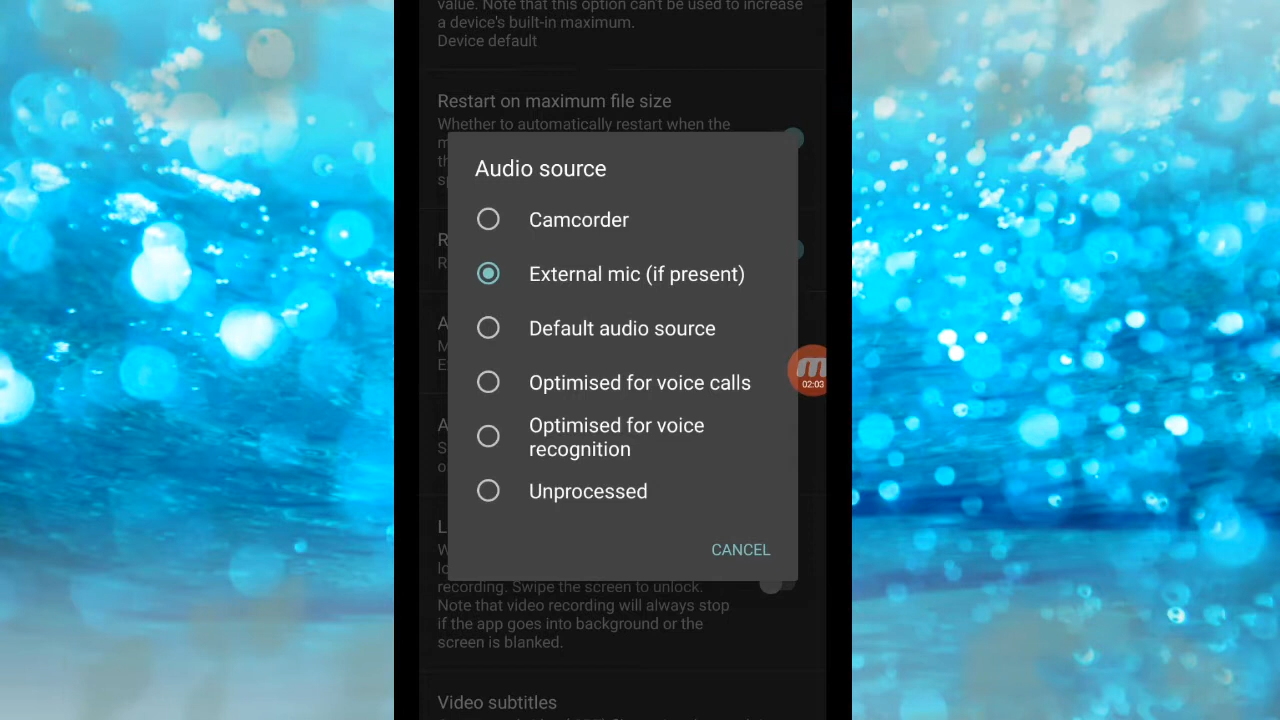 value. Note that this option can't be used to increase
a device's built-in maximum.
Device default
Restart on maximum file size
Whether to automatically restart when the
Audio source
Camcorder
External mic (if present)
Default audio source
Optimised for voice calls
Optimised for voice
recognition
Unprocessed
CANCEL
02:03
recording. Swipe the screen to unlock.
Note that video recording will always stop
if the app goes into background or the
screen is blanked.
Video subtitles